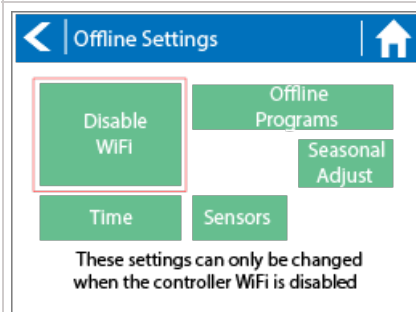 Offline Settings
Disable
WiFi
Offline
Programs
Seasonal
Adjust
Time
Sensors
These settings can only be changed
when the controller WiFi is disabled